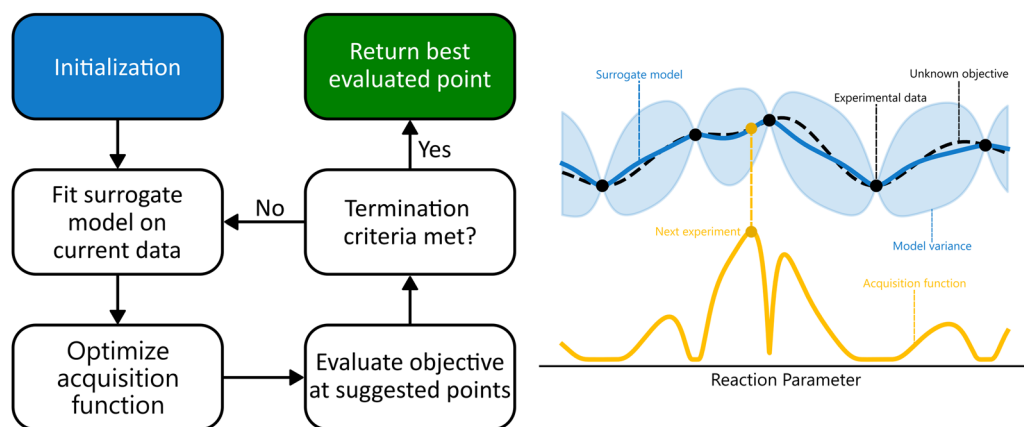 Initialization
Return best
evaluated point
Yes
Fit surrogate
model on
current data
No
Termination
criteria met?
Optimize
acquisition
function
Evaluate objective
at suggested points
Surrogate model
Unknown objective
Experimental data
Next experiment
Model variance
Acquisition function
Reaction Parameter